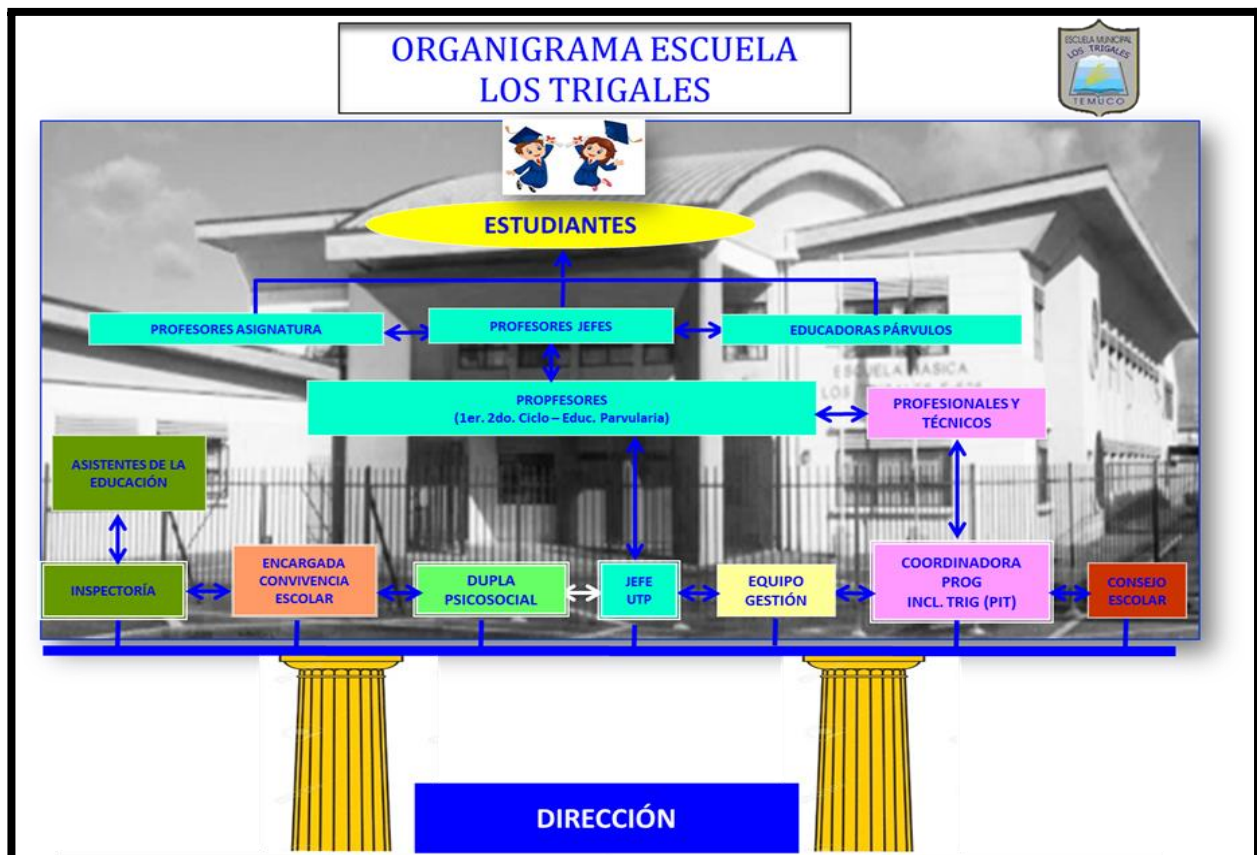 ORGANIGRAMA ESCUELA
LOS TRIGALES
ESCUELA MUNICIPAL
LOS TRIGALES
TEMUCO
ESTUDIANTES
PROFESORES ASIGNATURA
PROFESORES JEFES
EDUCADORAS PÁRVULOS
ESCUELA BASICA
PROPFESORES
(1er. 2do. Ciclo – Educ. Parvularia)
PROFESIONALES Y
TÉCNICOS
ASISTENTES DE LA
EDUCACIÓN
INSPECTORÍA
ENCARGADA
CONVIVENCIA
ESCOLAR
DUPLA
PSICOSOCIAL
JEFE
UTP
EQUIPO
GESTIÓN
COORDINADORA
PROG
INCL. TRIG (PIT)
CONSEJO
ESCOLAR
DIRECCIÓN